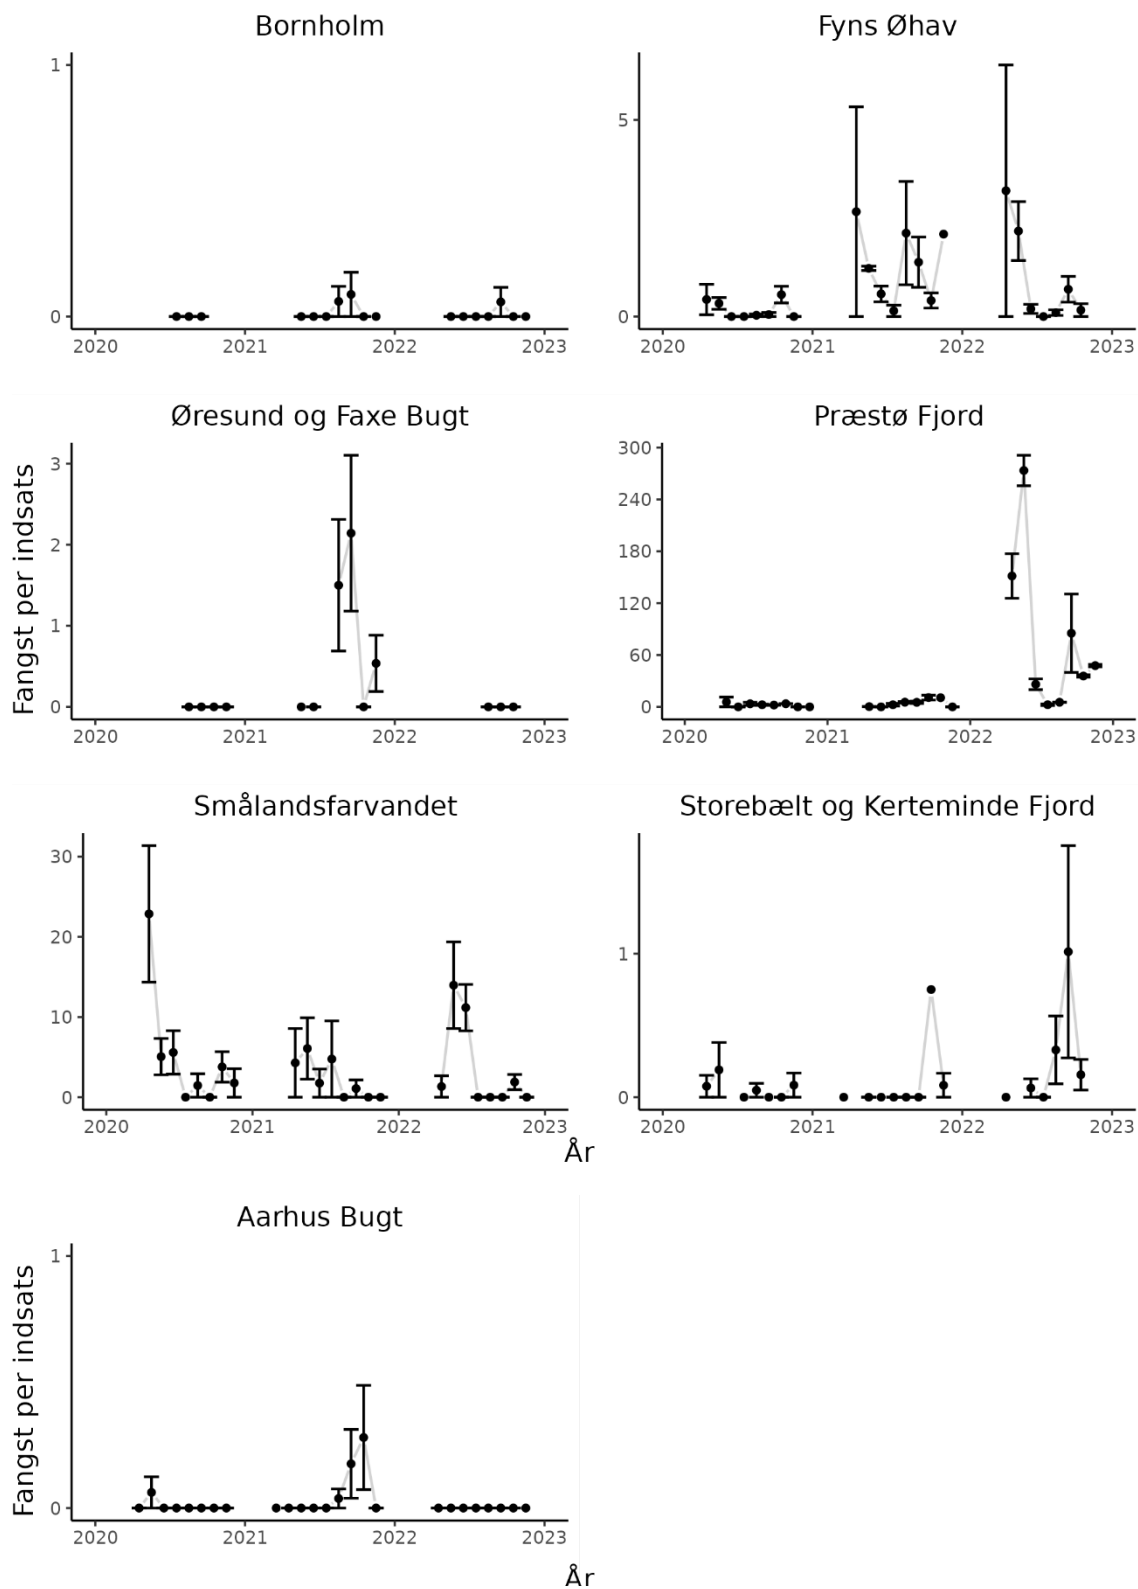 Bornholm
Fyns Øhav
1
0
2020 2021 2022 2023
5
0
2020 2021 2022 2023
Øresund og Faxe Bugt
Præstø Fjord
Fangst per indsats
3
2
1
0
2020 2021 2022 2023
300
240
180
120
60
0
2020 2021 2022 2023
Smålandsfarvandet
Storebælt og Kerteminde Fjord
30
20
10
0
2020 2021 2022 2023
1
0
2020 2021 2022 2023
År
Aarhus Bugt
Fangst per indsats
1
0
2020 2021 2022 2023
År